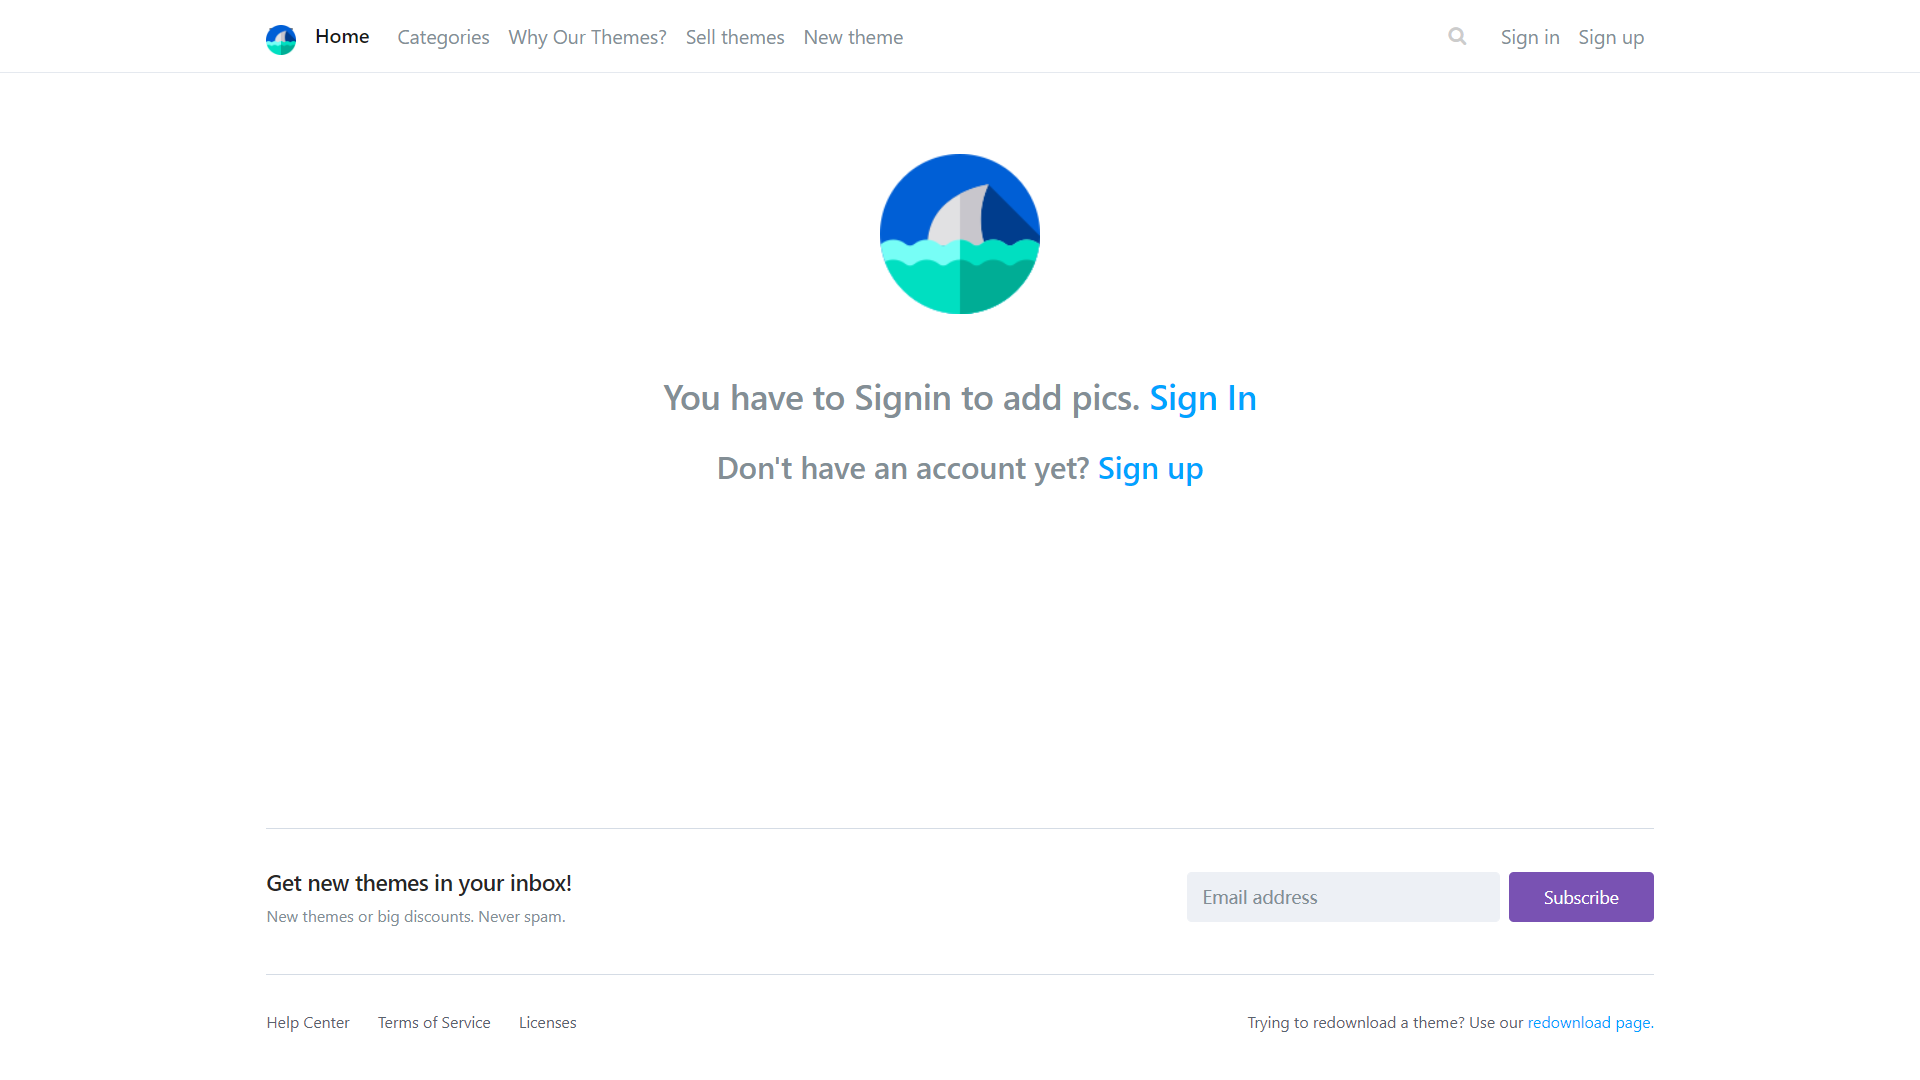 Home Categories Why Our Themes? Sell themes New theme Sign in Sign up
You have to Signin to add pics. Sign In
Don't have an account yet? Sign up
Get new themes in your inbox!
New themes or big discounts. Never spam.
Email address Subscribe
Help Center Terms of Service Licenses Trying to redownload a theme? Use our redownload page.